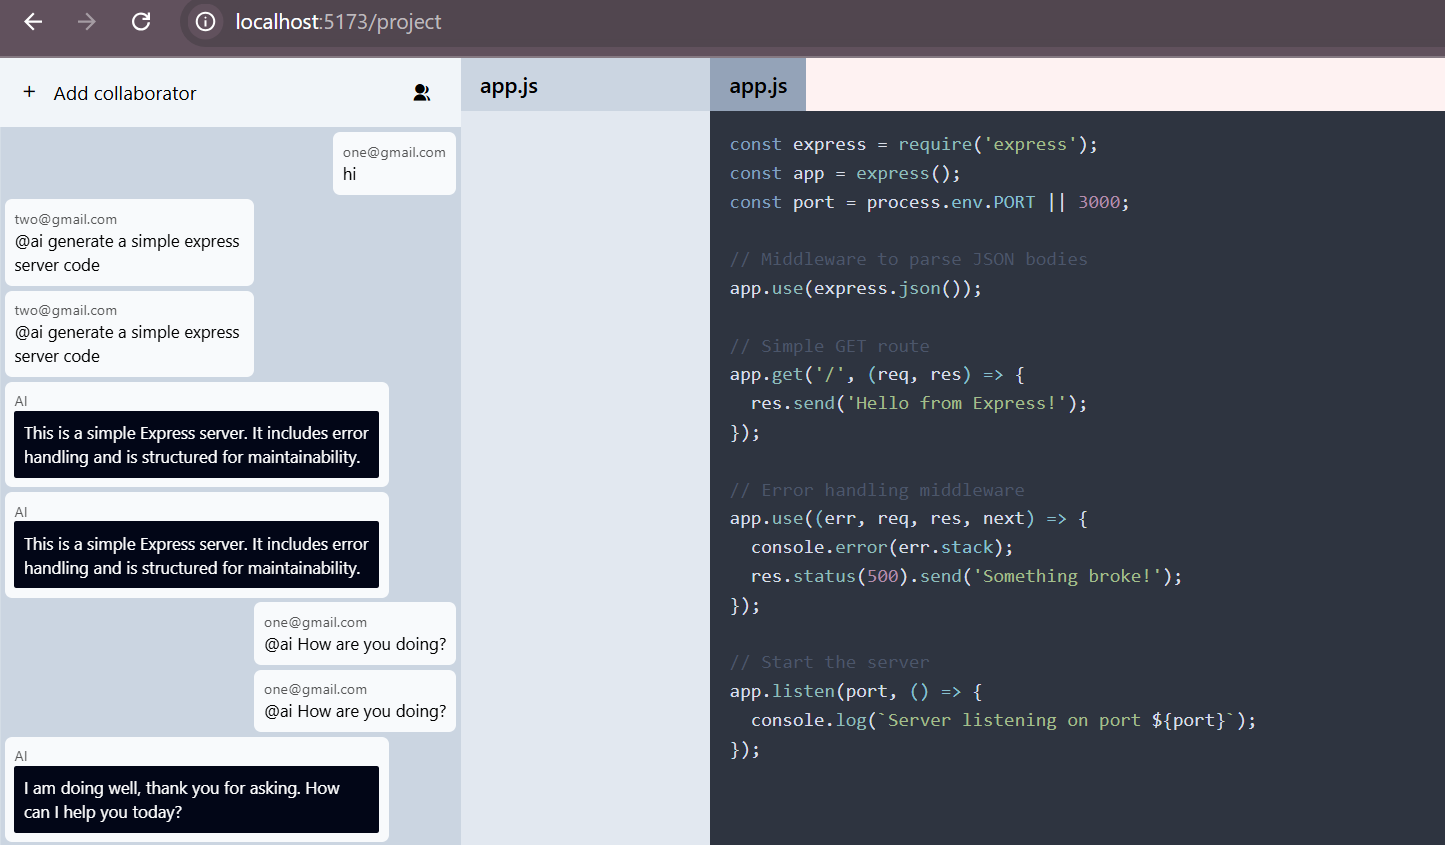 localhost:5173/project
+ Add collaborator
one@gmail.com
hi
two@gmail.com
@ai generate a simple express
server code
two@gmail.com
@ai generate a simple express
server code
AI
This is a simple Express server. It includes error
handling and is structured for maintainability.
AI
This is a simple Express server. It includes error
handling and is structured for maintainability.
one@gmail.com
@ai How are you doing?
one@gmail.com
@ai How are you doing?
AI
I am doing well, thank you for asking. How
can I help you today?
app.js
app.js
const express = require('express');
const app = express();
const port = process.env.PORT || 3000;
// Middleware to parse JSON bodies
app.use(express.json());
// Simple GET route
app.get('/', (req, res) => {
  res.send('Hello from Express!');
});
// Error handling middleware
app.use((err, req, res, next) => {
  console.error(err.stack);
  res.status(500).send('Something broke!');
});
// Start the server
app.listen(port, () => {
  console.log(`Server listening on port ${port}`);
});